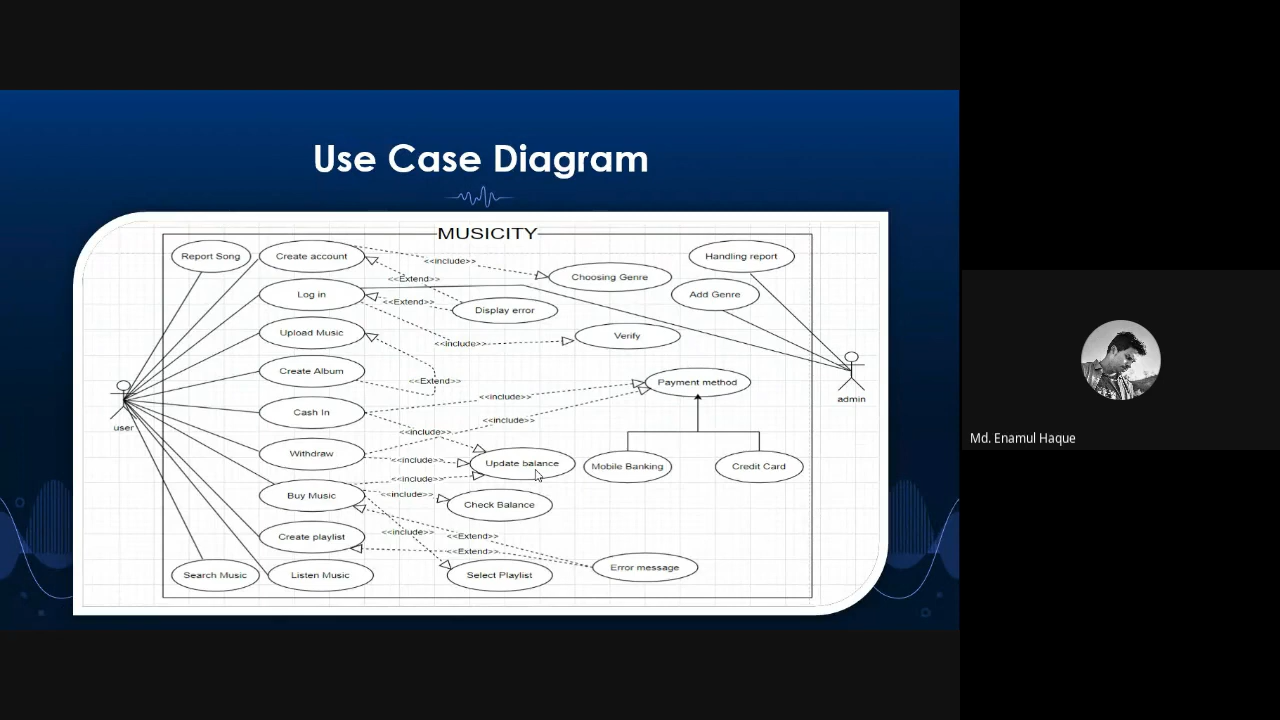 Use Case Diagram
MUSICITY
Report Song
Create account
<<include>>
Handling report
Choosing Genre
<<Extend>>
Log in
<<Extend>>
Add Genre
Display error
Upload Music
Verify
<<include>>
Create Album
<<Extend>>
Payment method
<<include>>
admin
Cash In
<<include>>
user
<<include>>
Withdraw
<<include>>
Update balance
Mobile Banking
Credit Card
<<include>>
Buy Music
<<include>>
Check Balance
Create playlist
<<include>>
<<Extend>>
<<Extend>>
Error message
Search Music
Listen Music
Select Playlist
Md. Enamul Haque